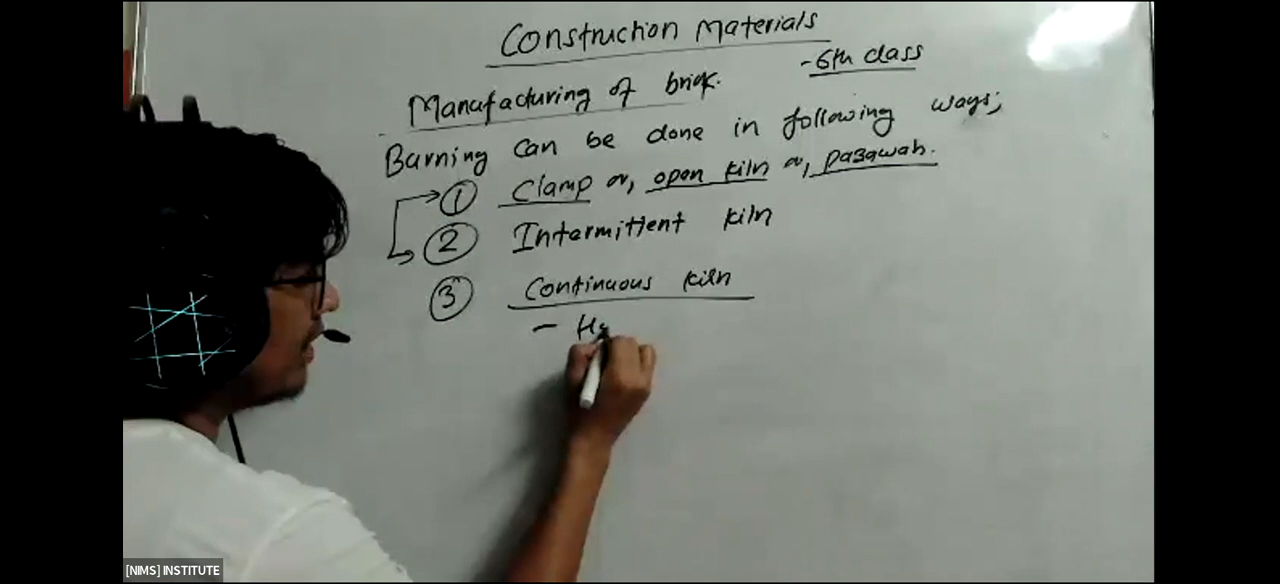 Construction Materials
- 6th class
Manufacturing of brick.
Burning can be done in following ways;
① Clamp or, open kiln or, pazawah.
② Intermittent kiln
③ Continuous kiln
- Ho
[NIMS] INSTITUTE